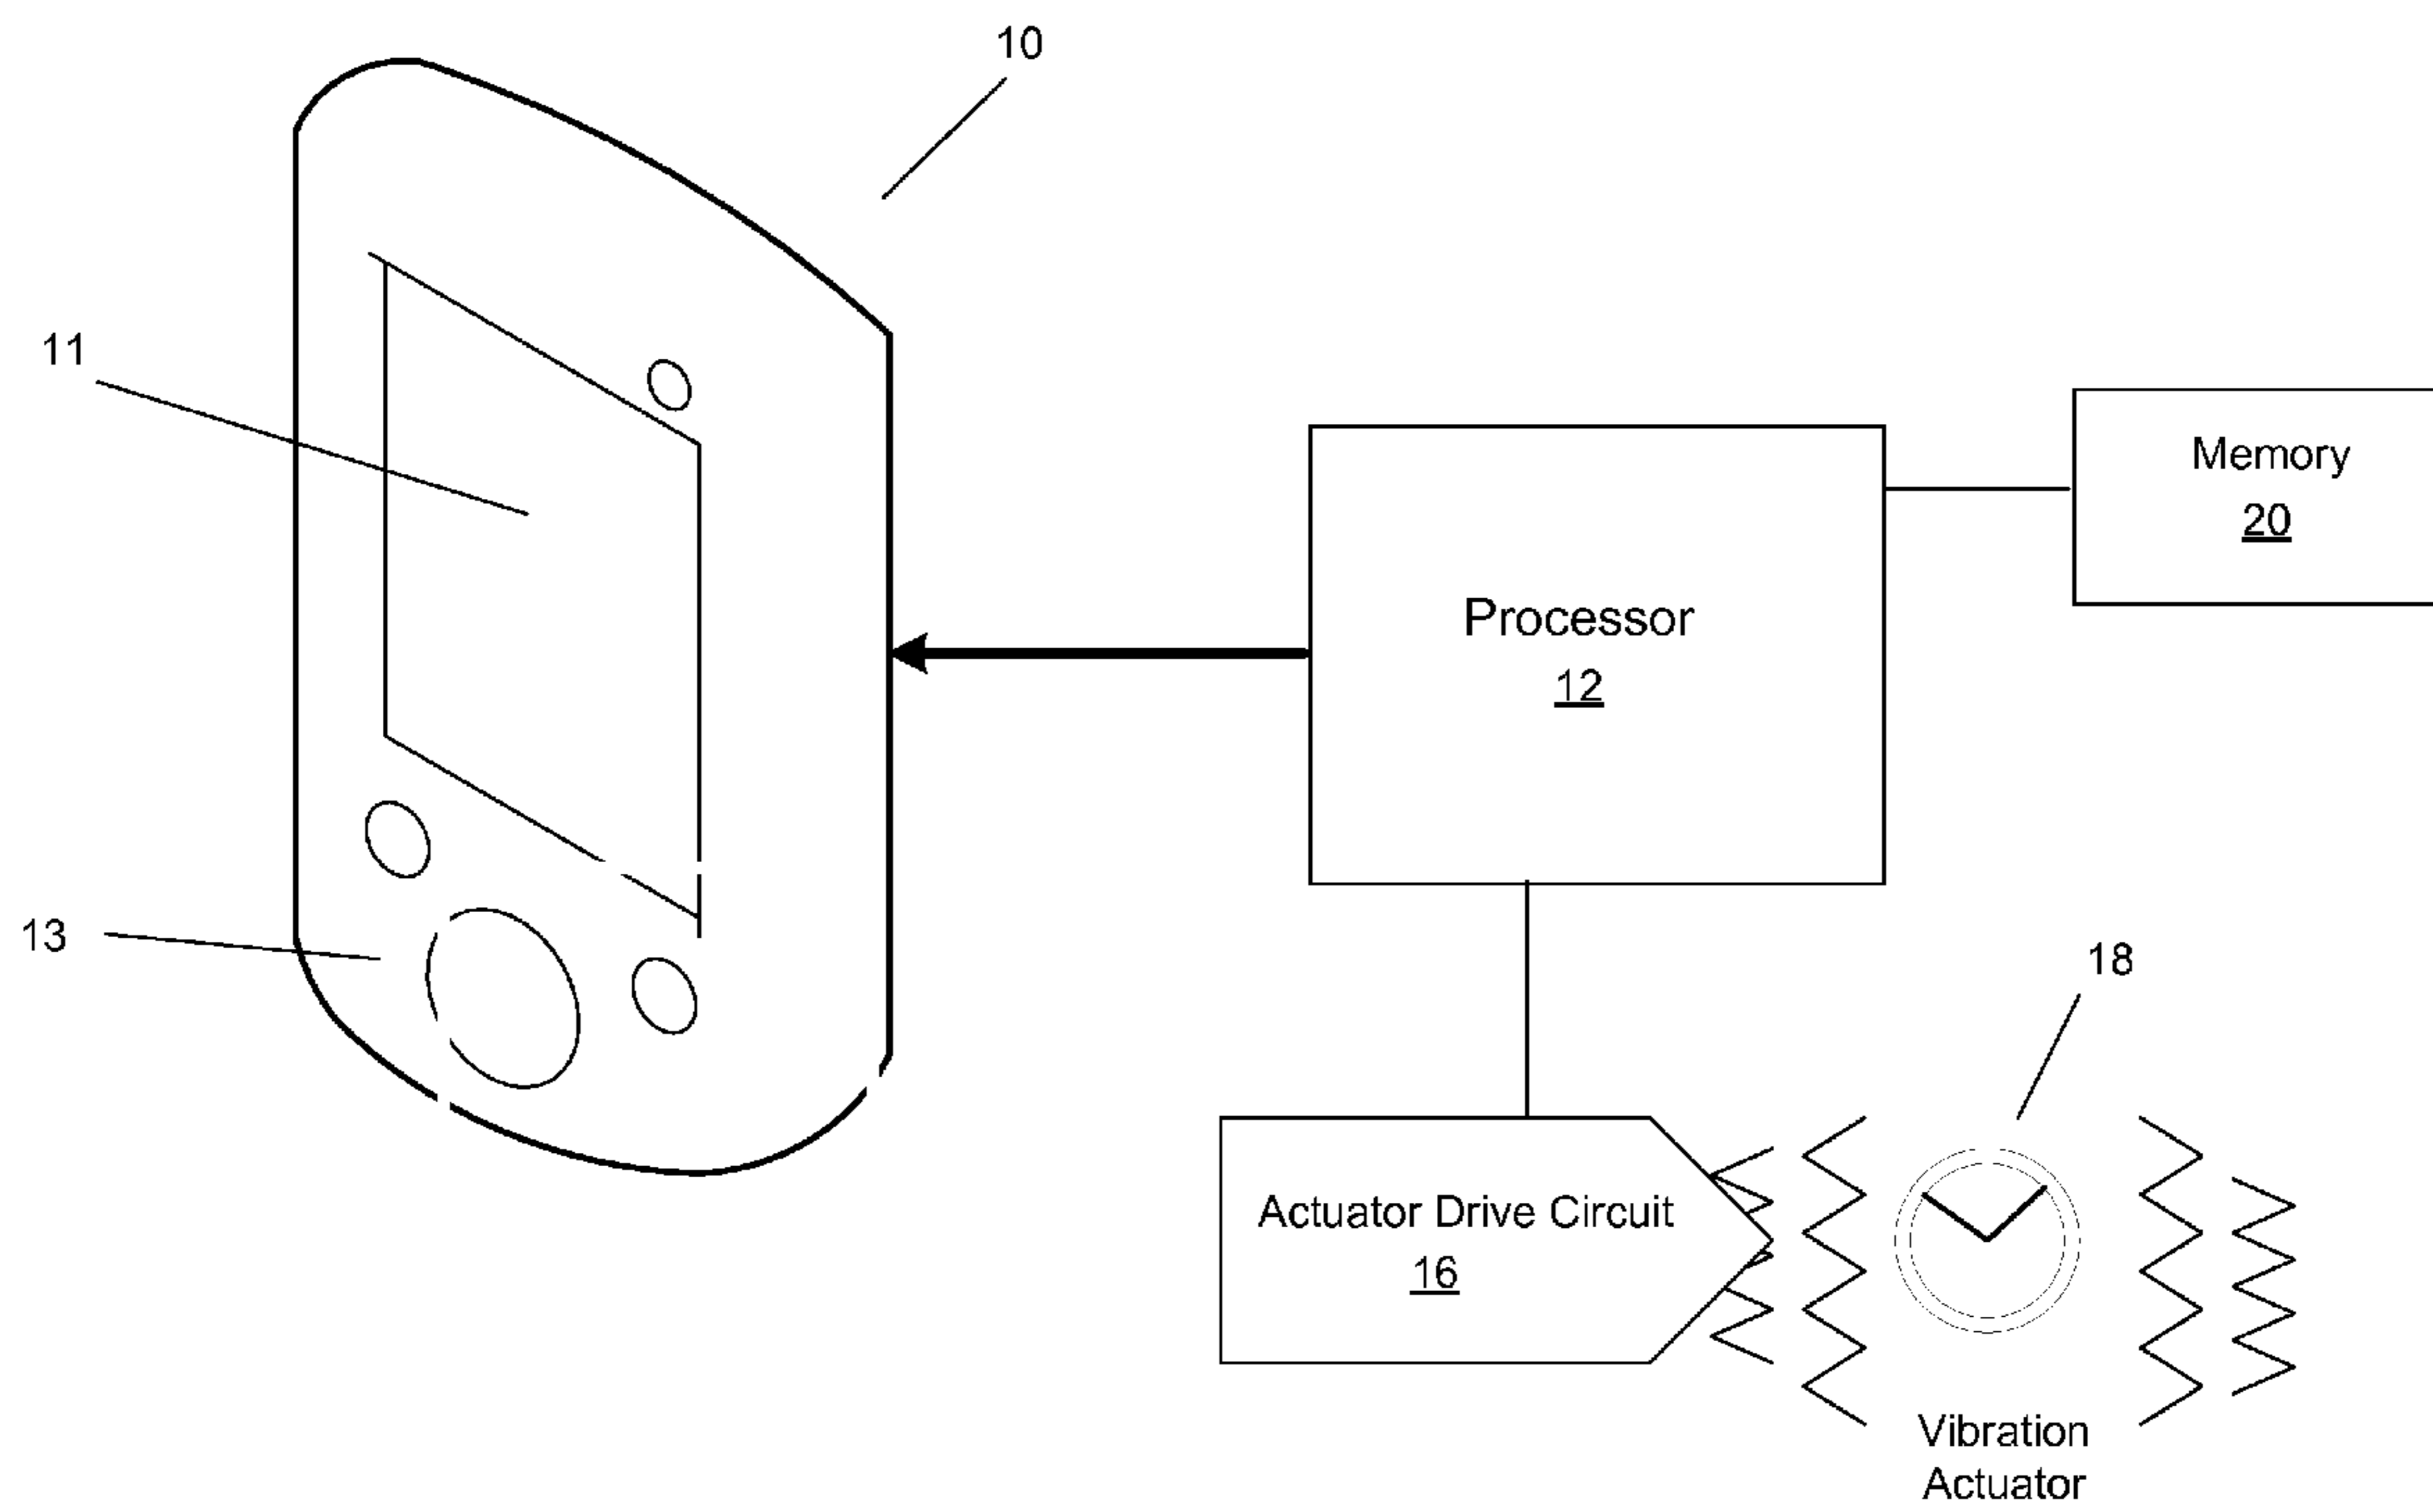 10
11
Memory
20
Processor
12
13
18
Actuator Drive Circuit
16
Vibration
Actuator